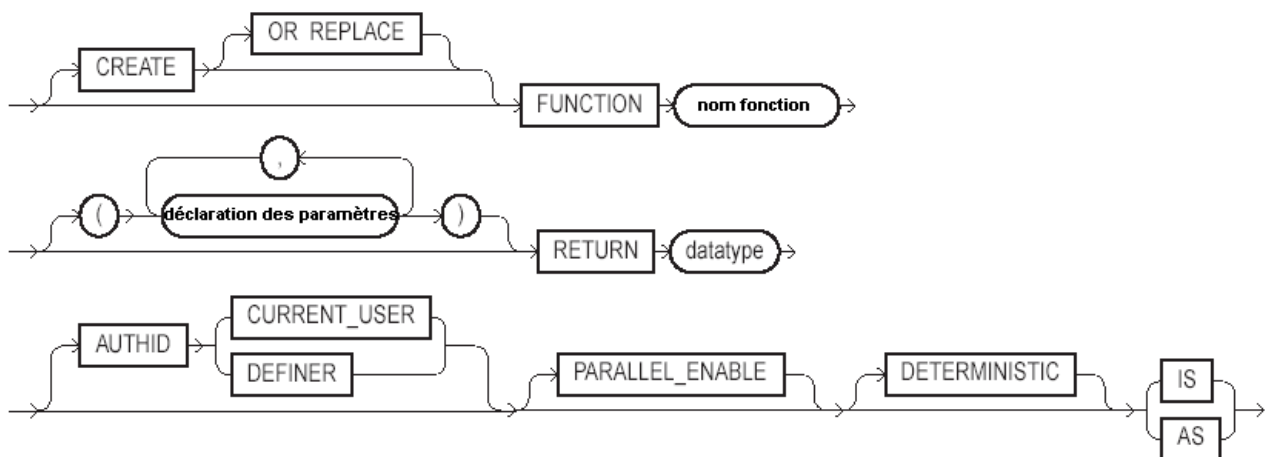 OR REPLACE
CREATE
FUNCTION nom fonction
,
( déclaration des paramètres )
RETURN datatype
CURRENT_USER
AUTHID
DEFINER
PARALLEL_ENABLE DETERMINISTIC IS
AS